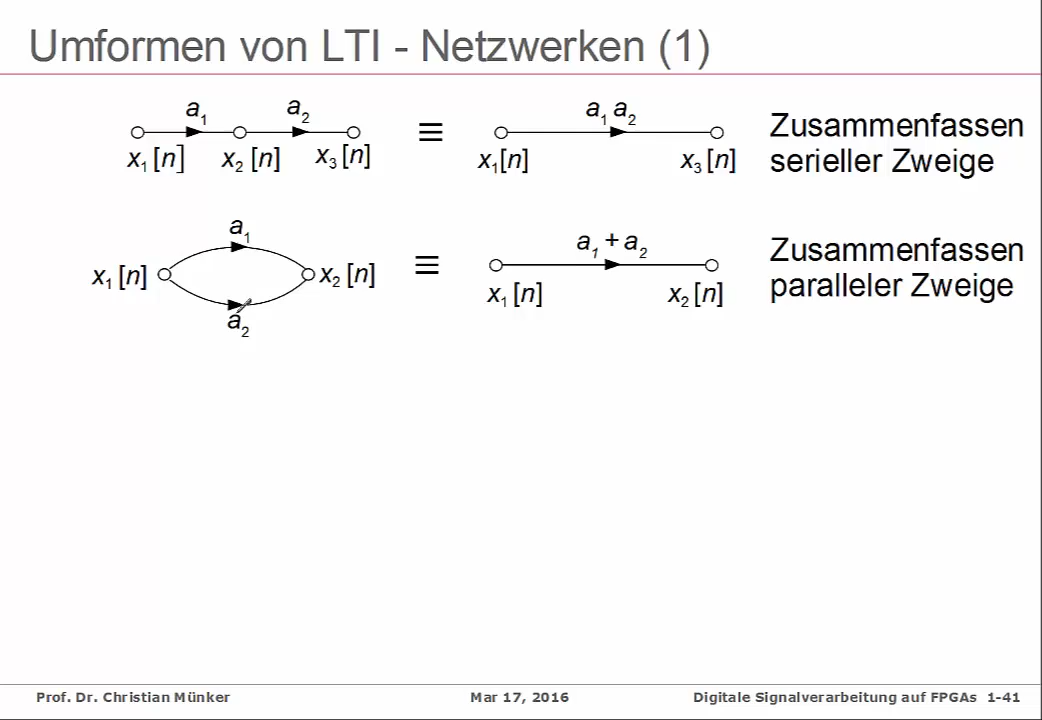 Umformen von LTI - Netzwerken (1)
a1 a2 ≡ a1 a2
x1 [n] x2 [n] x3 [n] x1[n] x3 [n]
Zusammenfassen
serieller Zweige
a1
x1 [n] x2 [n] ≡ a1 + a2
a2
x1 [n] x2 [n]
Zusammenfassen
paralleler Zweige
Prof. Dr. Christian Münker Mar 17, 2016 Digitale Signalverarbeitung auf FPGAs 1-41